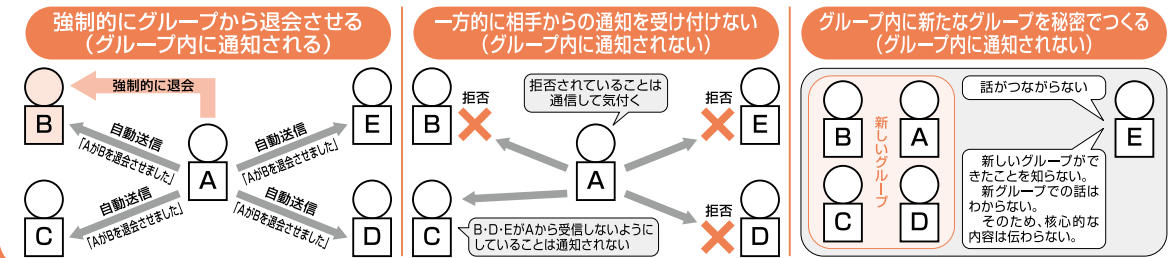 強制的にグループから退会させる
(グループ内に通知される)
強制的に退会
B
E
A
C
D
自動送信
「AがBを退会させました」
自動送信
「AがBを退会させました」
自動送信
「AがBを退会させました」
自動送信
「AがBを退会させました」
一方的に相手からの通知を受け付けない
(グループ内に通知されない)
拒否されていることは
通信して気付く
B
拒否
拒否
E
A
C
拒否
D
B・D・EがAから受信しないように
していることは通知されない
グループ内に新たなグループを秘密でつくる
(グループ内に通知されない)
B
A
新しいグループ
C
D
話がつながらない
E
新しいグループがで
きたことを知らない。
新グループでの話は
わからない。
そのため、核心的な
内容は伝わらない。